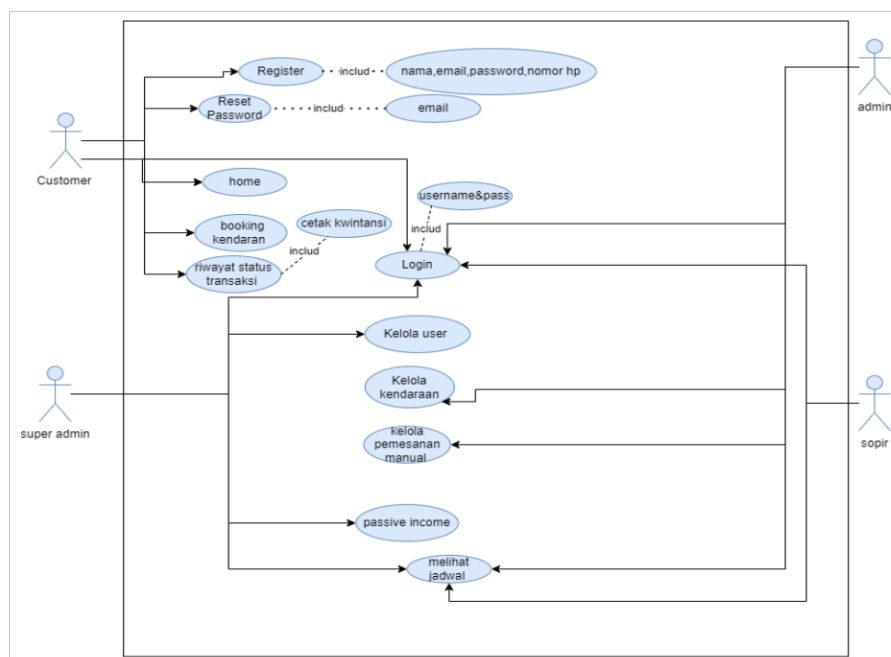 Register
includ
nama,email,password,nomor hp
admin
Reset
Password
includ
email
Customer
home
username&pass
booking
kendaran
cetak kwintansi
includ
includ
riwayat status
transaksi
Login
Kelola user
Kelola
kendaraan
super admin
kelola
pemesanan
manual
sopir
passive income
melihat
jadwal